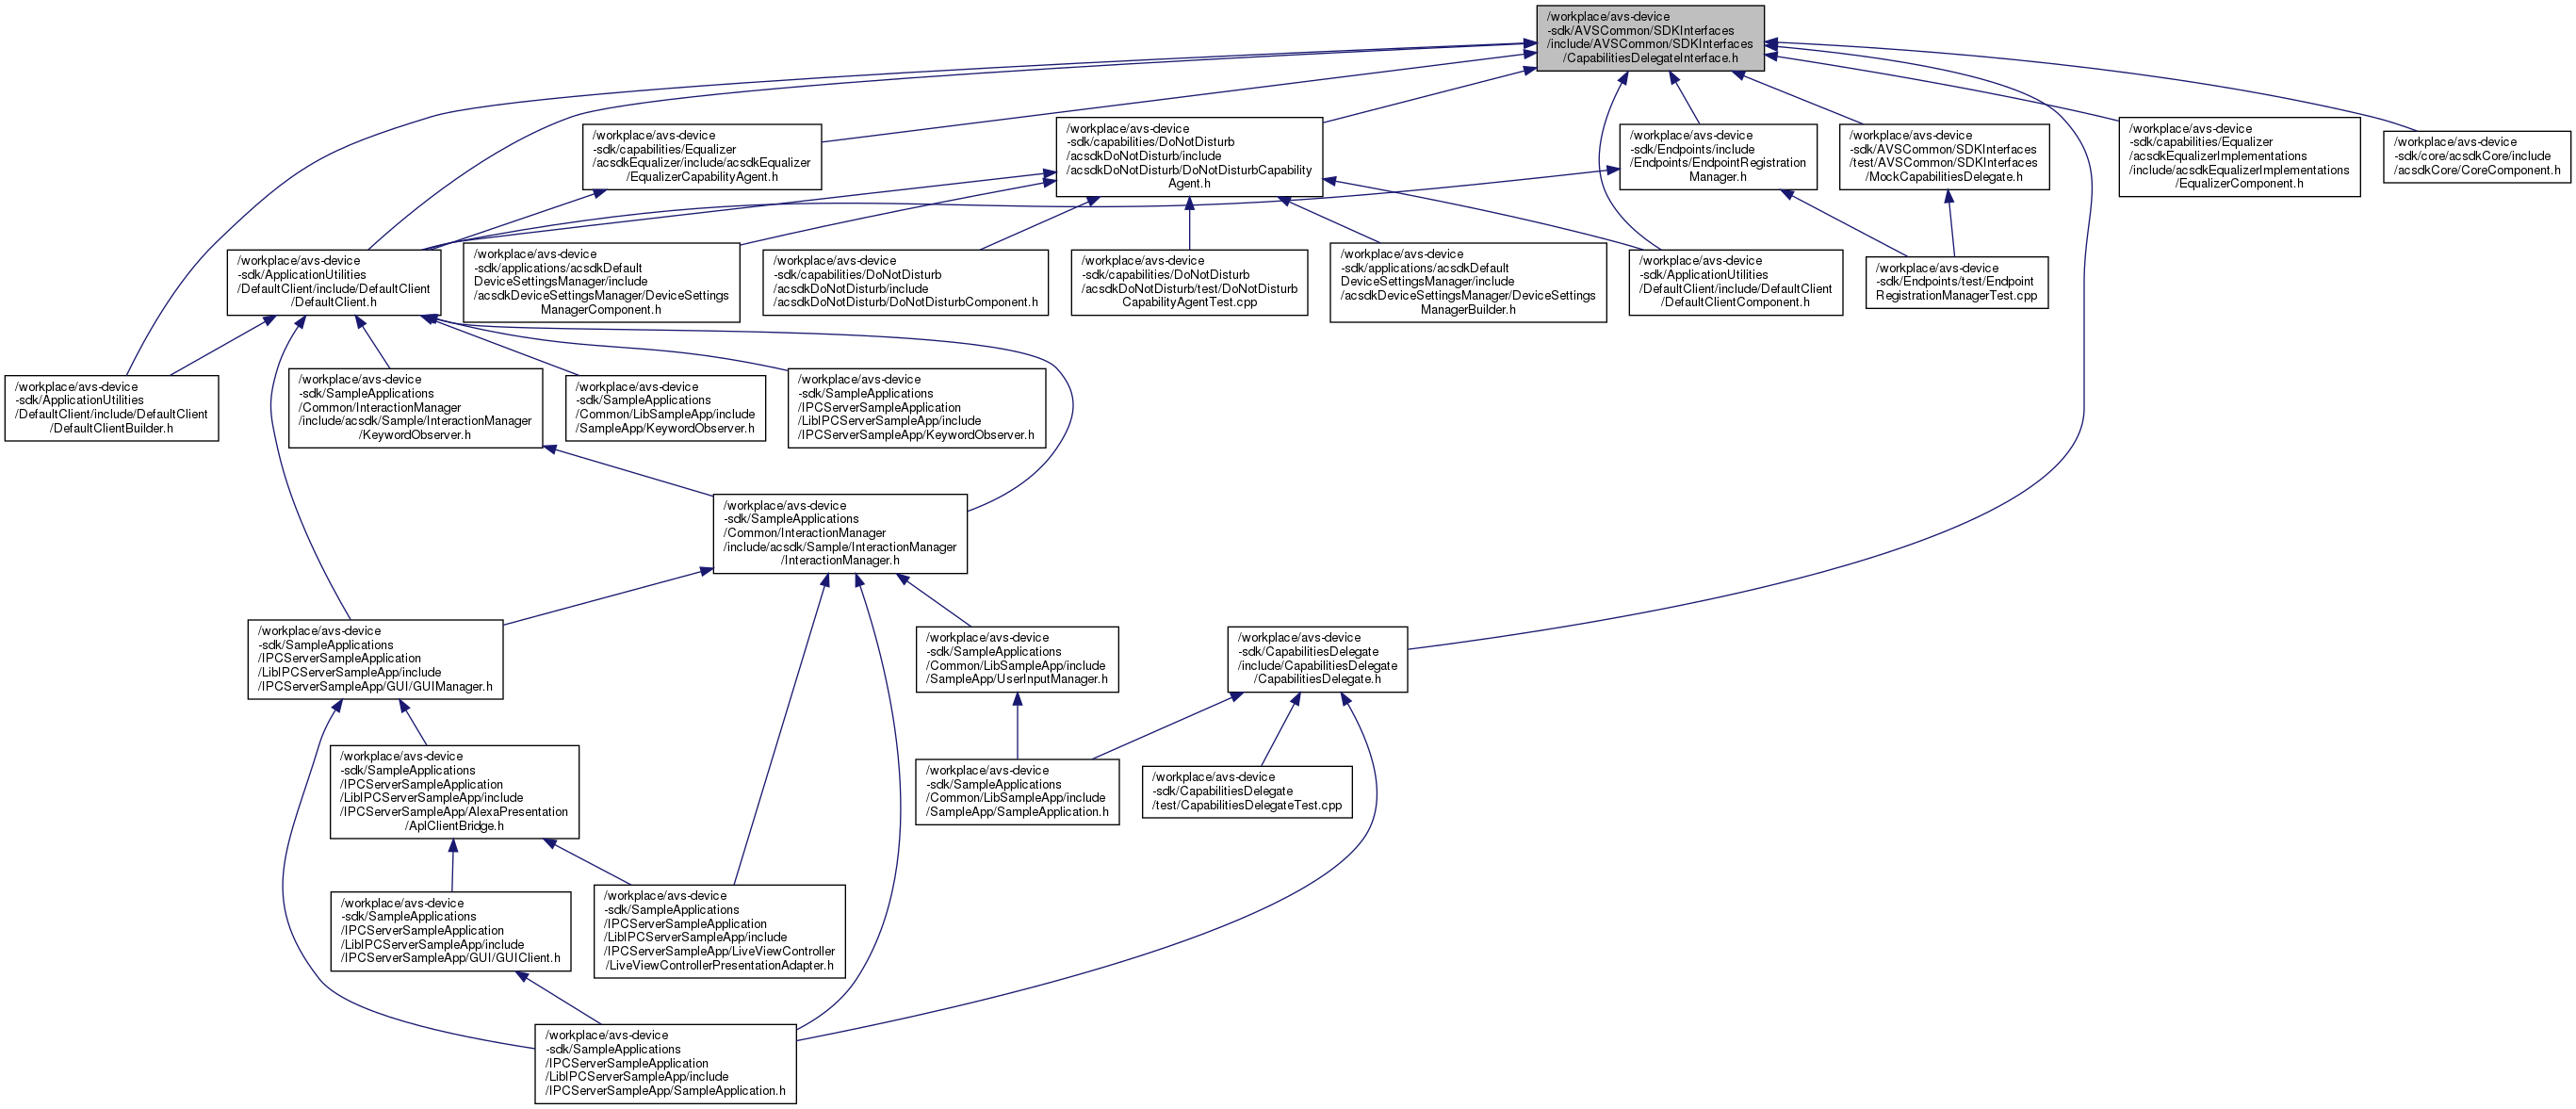 /workplace/avs-device
-sdk/AVSCommon/SDKInterfaces
/include/AVSCommon/SDKInterfaces
/CapabilitiesDelegateInterface.h
/workplace/avs-device
-sdk/capabilities/Equalizer
/acsdkEqualizer/include/acsdkEqualizer
/EqualizerCapabilityAgent.h
/workplace/avs-device
-sdk/capabilities/DoNotDisturb
/acsdkDoNotDisturb/include
/acsdkDoNotDisturb/DoNotDisturbCapability
Agent.h
/workplace/avs-device
-sdk/Endpoints/include
/Endpoints/EndpointRegistration
Manager.h
/workplace/avs-device
-sdk/AVSCommon/SDKInterfaces
/test/AVSCommon/SDKInterfaces
/MockCapabilitiesDelegate.h
/workplace/avs-device
-sdk/capabilities/Equalizer
/acsdkEqualizerImplementations
/include/acsdkEqualizerImplementations
/EqualizerComponent.h
/workplace/avs-device
-sdk/core/acsdkCore/include
/acsdkCore/CoreComponent.h
/workplace/avs-device
-sdk/ApplicationUtilities
/DefaultClient/include/DefaultClient
/DefaultClient.h
/workplace/avs-device
-sdk/applications/acsdkDefault
DeviceSettingsManager/include
/acsdkDeviceSettingsManager/DeviceSettings
ManagerComponent.h
/workplace/avs-device
-sdk/capabilities/DoNotDisturb
/acsdkDoNotDisturb/include
/acsdkDoNotDisturb/DoNotDisturbComponent.h
/workplace/avs-device
-sdk/capabilities/DoNotDisturb
/acsdkDoNotDisturb/test/DoNotDisturb
CapabilityAgentTest.cpp
/workplace/avs-device
-sdk/applications/acsdkDefault
DeviceSettingsManager/include
/acsdkDeviceSettingsManager/DeviceSettings
ManagerBuilder.h
/workplace/avs-device
-sdk/ApplicationUtilities
/DefaultClient/include/DefaultClient
/DefaultClientComponent.h
/workplace/avs-device
-sdk/Endpoints/test/Endpoint
RegistrationManagerTest.cpp
/workplace/avs-device
-sdk/ApplicationUtilities
/DefaultClient/include/DefaultClient
/DefaultClientBuilder.h
/workplace/avs-device
-sdk/SampleApplications
/Common/InteractionManager
/include/acsdk/Sample/InteractionManager
/KeywordObserver.h
/workplace/avs-device
-sdk/SampleApplications
/Common/LibSampleApp/include
/SampleApp/KeywordObserver.h
/workplace/avs-device
-sdk/SampleApplications
/IPCServerSampleApplication
/LibIPCServerSampleApp/include
/IPCServerSampleApp/KeywordObserver.h
/workplace/avs-device
-sdk/SampleApplications
/Common/InteractionManager
/include/acsdk/Sample/InteractionManager
/InteractionManager.h
/workplace/avs-device
-sdk/SampleApplications
/IPCServerSampleApplication
/LibIPCServerSampleApp/include
/IPCServerSampleApp/GUI/GUIManager.h
/workplace/avs-device
-sdk/SampleApplications
/Common/LibSampleApp/include
/SampleApp/UserInputManager.h
/workplace/avs-device
-sdk/CapabilitiesDelegate
/include/CapabilitiesDelegate
/CapabilitiesDelegate.h
/workplace/avs-device
-sdk/SampleApplications
/IPCServerSampleApplication
/LibIPCServerSampleApp/include
/IPCServerSampleApp/AlexaPresentation
/AplClientBridge.h
/workplace/avs-device
-sdk/SampleApplications
/Common/LibSampleApp/include
/SampleApp/SampleApplication.h
/workplace/avs-device
-sdk/CapabilitiesDelegate
/test/CapabilitiesDelegateTest.cpp
/workplace/avs-device
-sdk/SampleApplications
/IPCServerSampleApplication
/LibIPCServerSampleApp/include
/IPCServerSampleApp/GUI/GUIClient.h
/workplace/avs-device
-sdk/SampleApplications
/IPCServerSampleApplication
/LibIPCServerSampleApp/include
/IPCServerSampleApp/LiveViewController
/LiveViewControllerPresentationAdapter.h
/workplace/avs-device
-sdk/SampleApplications
/IPCServerSampleApplication
/LibIPCServerSampleApp/include
/IPCServerSampleApp/SampleApplication.h